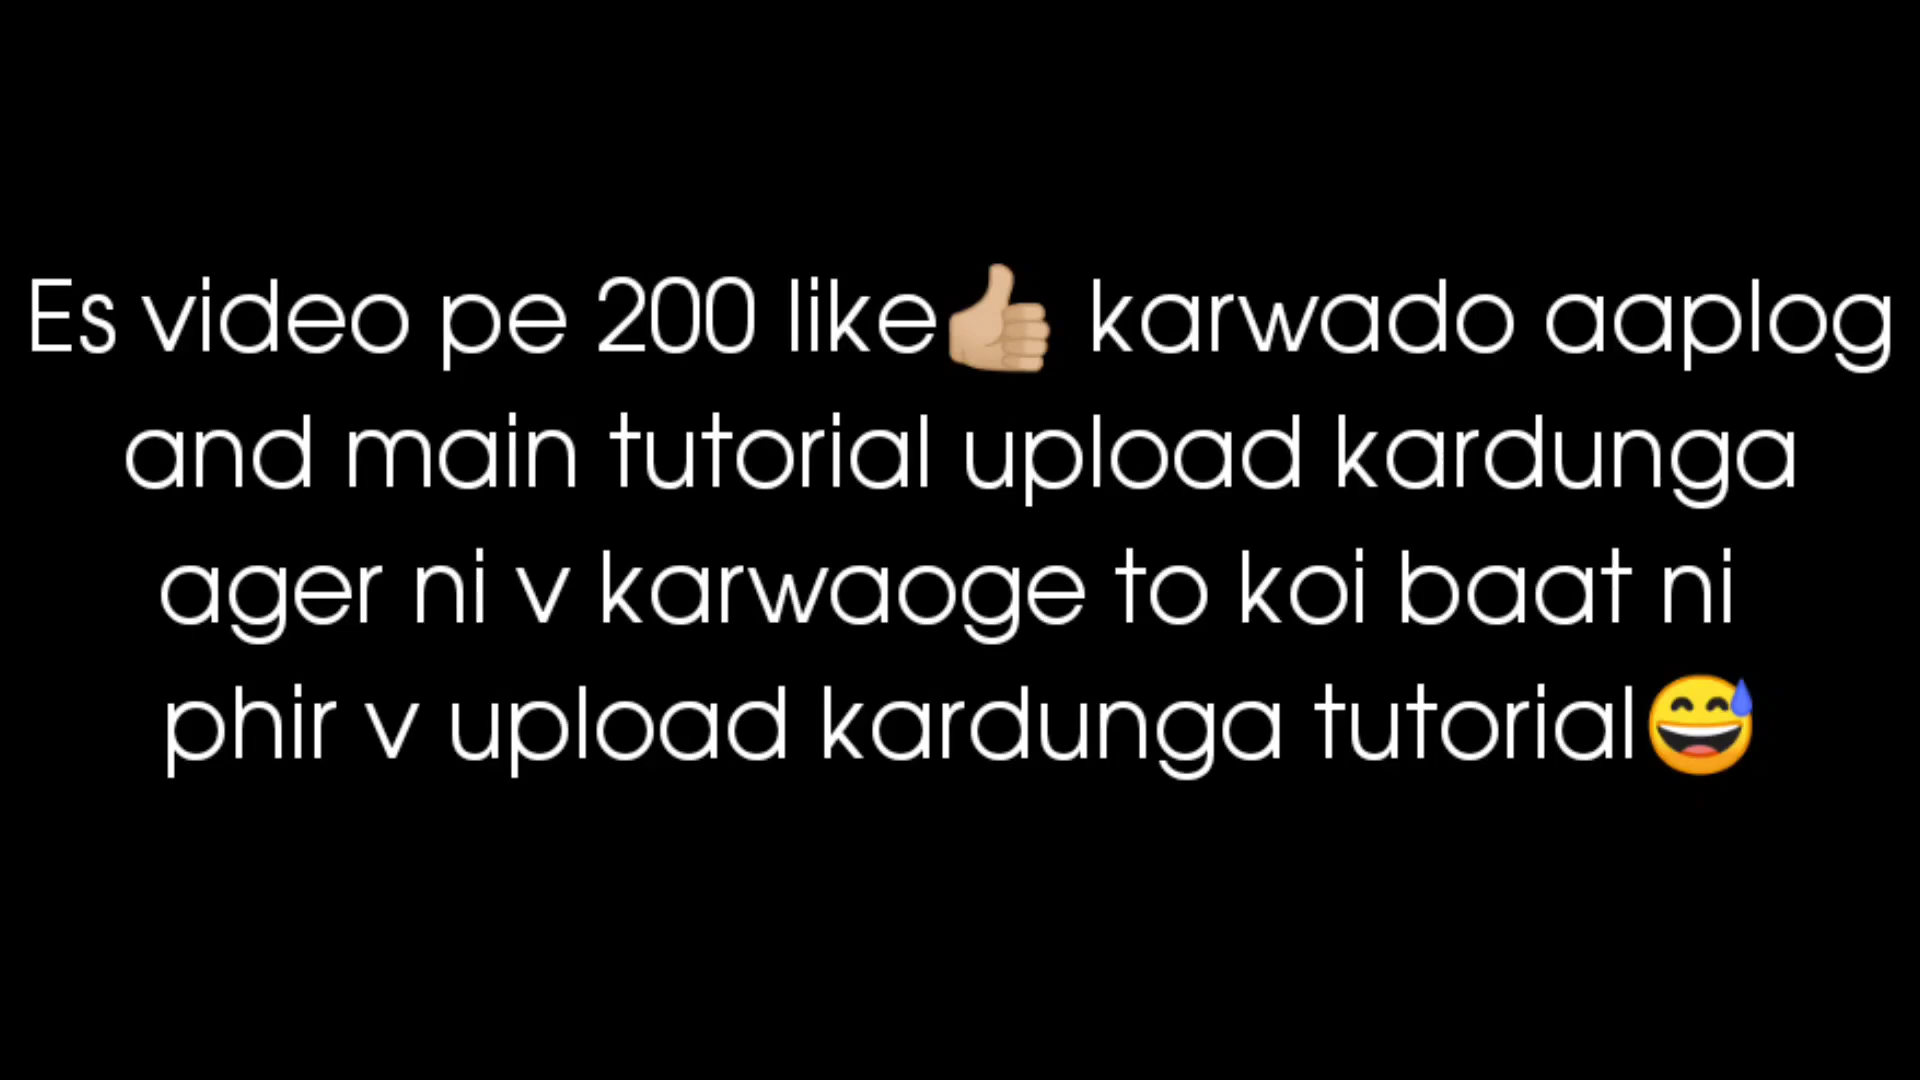 Es video pe 200 like👍🏼 karwado aaplog
and main tutorial upload kardunga
ager ni v karwaoge to koi baat ni
phir v upload kardunga tutorial😅